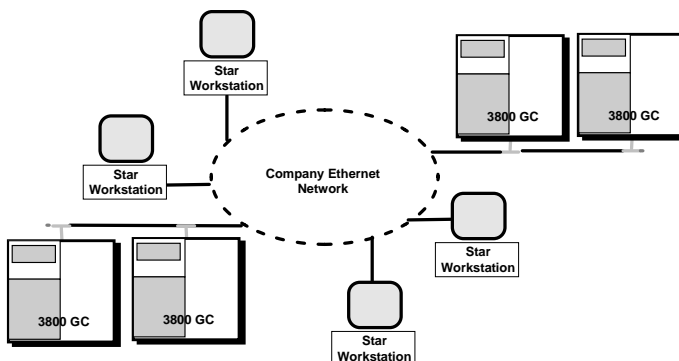 Star
Workstation
3800 GC
3800 GC
Star
Workstation
Company Ethernet
Network
Star
Workstation
3800 GC
3800 GC
Star
Workstation